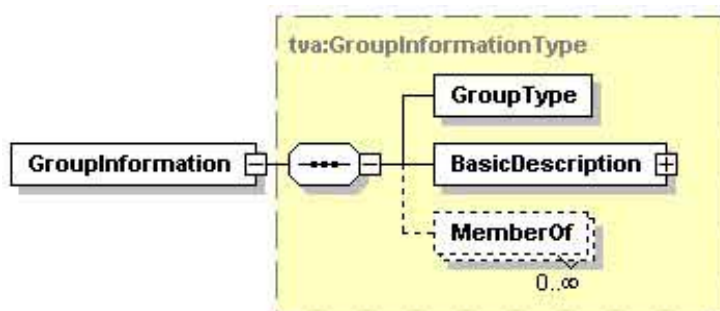 tva:GroupInformationType
GroupType
GroupInformation
BasicDescription
MemberOf
0..∞